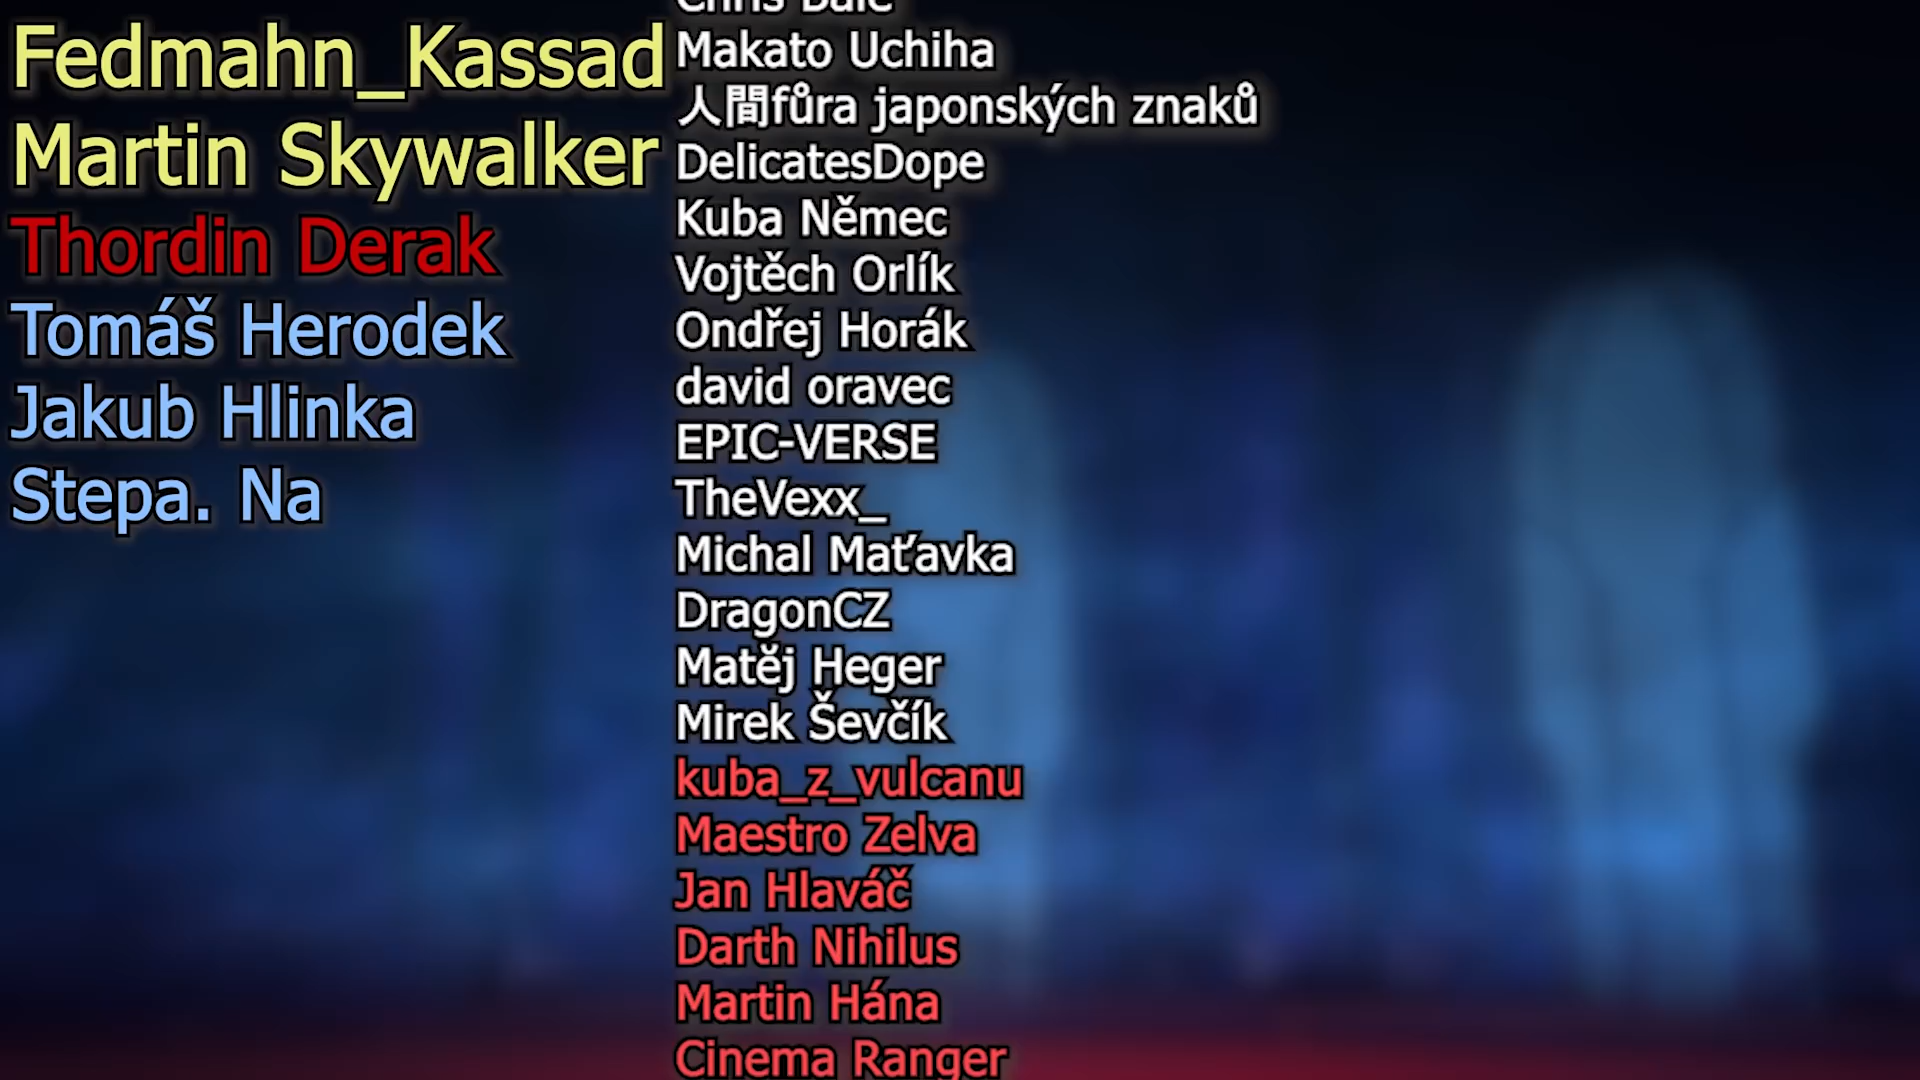 Fedmahn_Kassad
Martin Skywalker
Thordin Derak
Tomáš Herodek
Jakub Hlinka
Stepa. Na
Chris Dale
Makato Uchiha
人間fůra japonských znaků
DelicatesDope
Kuba Němec
Vojtěch Orlík
Ondřej Horák
david oravec
EPIC-VERSE
TheVexx_
Michal Maťavka
DragonCZ
Matěj Heger
Mirek Ševčík
kuba_z_vulcanu
Maestro Zelva
Jan Hlaváč
Darth Nihilus
Martin Hána
Cinema Ranger